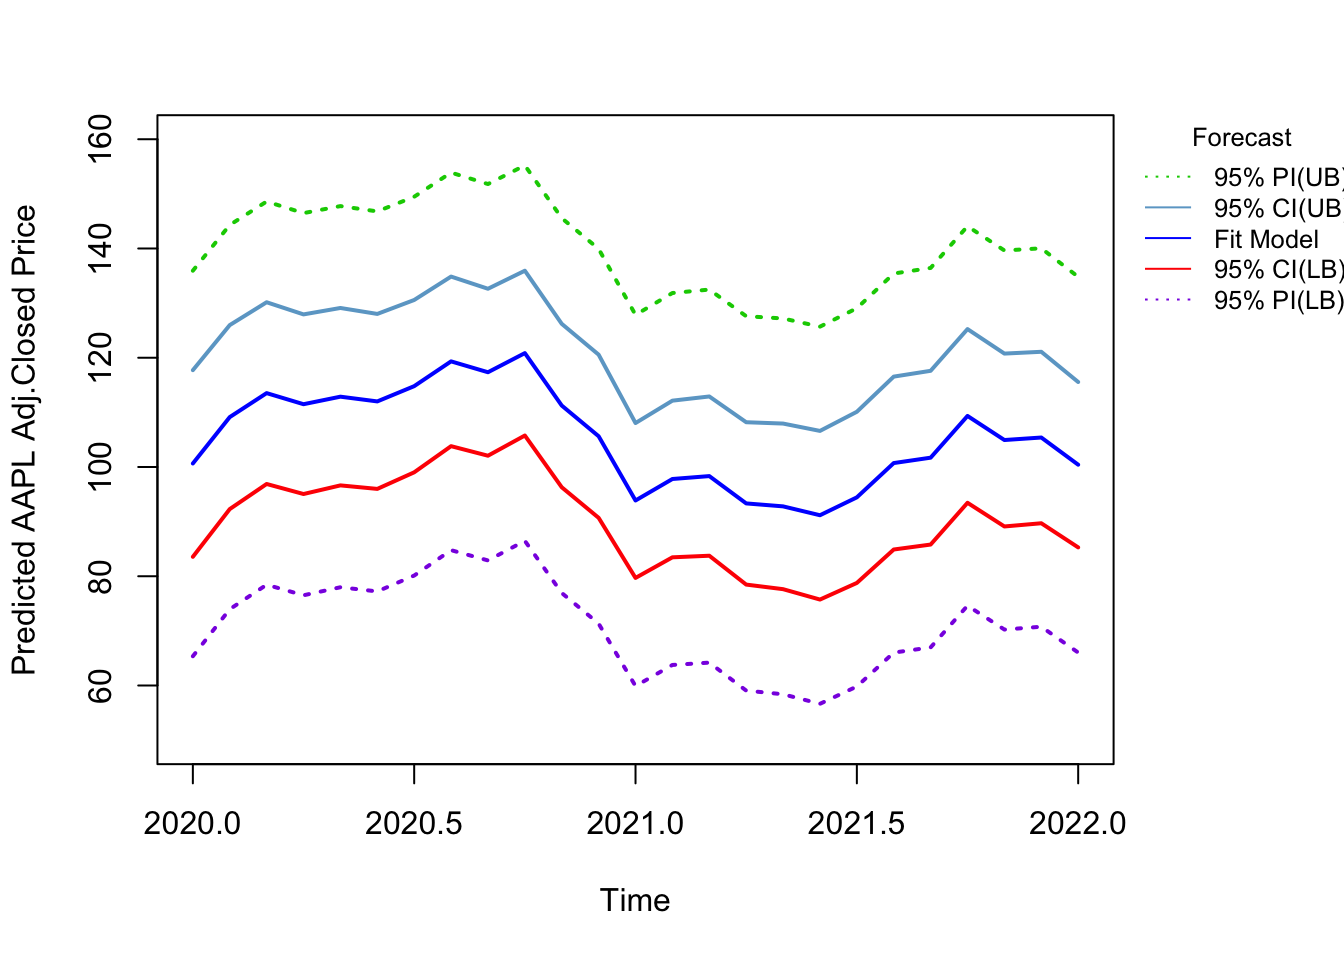 Predicted AAPL Adj.Closed Price
160
140
120
100
80
60
2020.0
2020.5
2021.0
2021.5
2022.0
Time
Forecast
95% PI(UB)
95% CI(UB
Fit Model
95% CI(LB)
95% PI(LB)